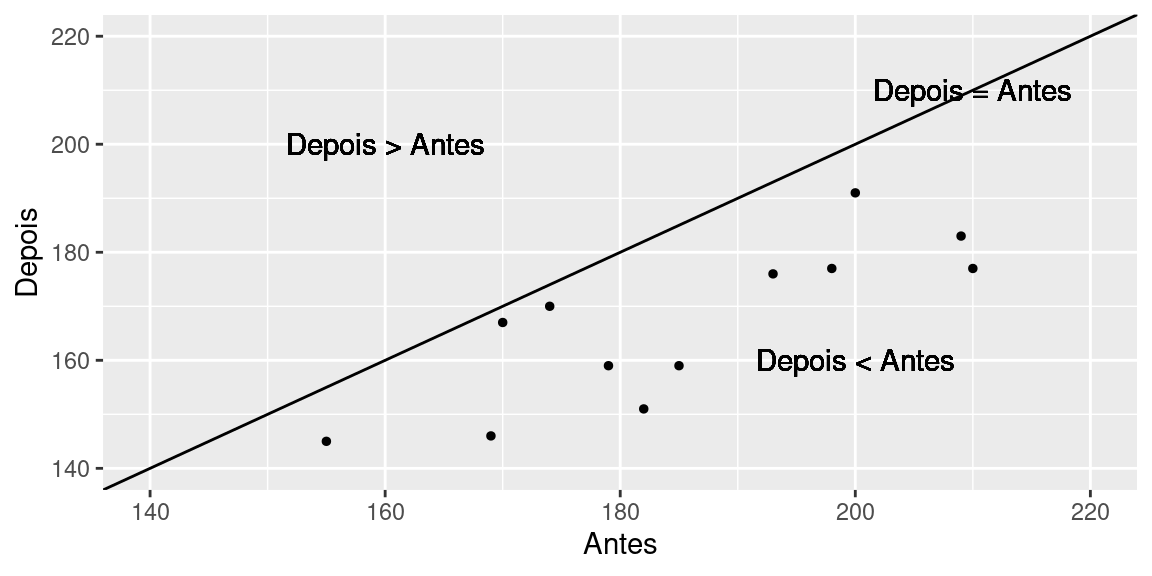 220
200
180
160
140
Depois
Depois = Antes
Depois > Antes
Depois < Antes
140
160
180
200
220
Antes